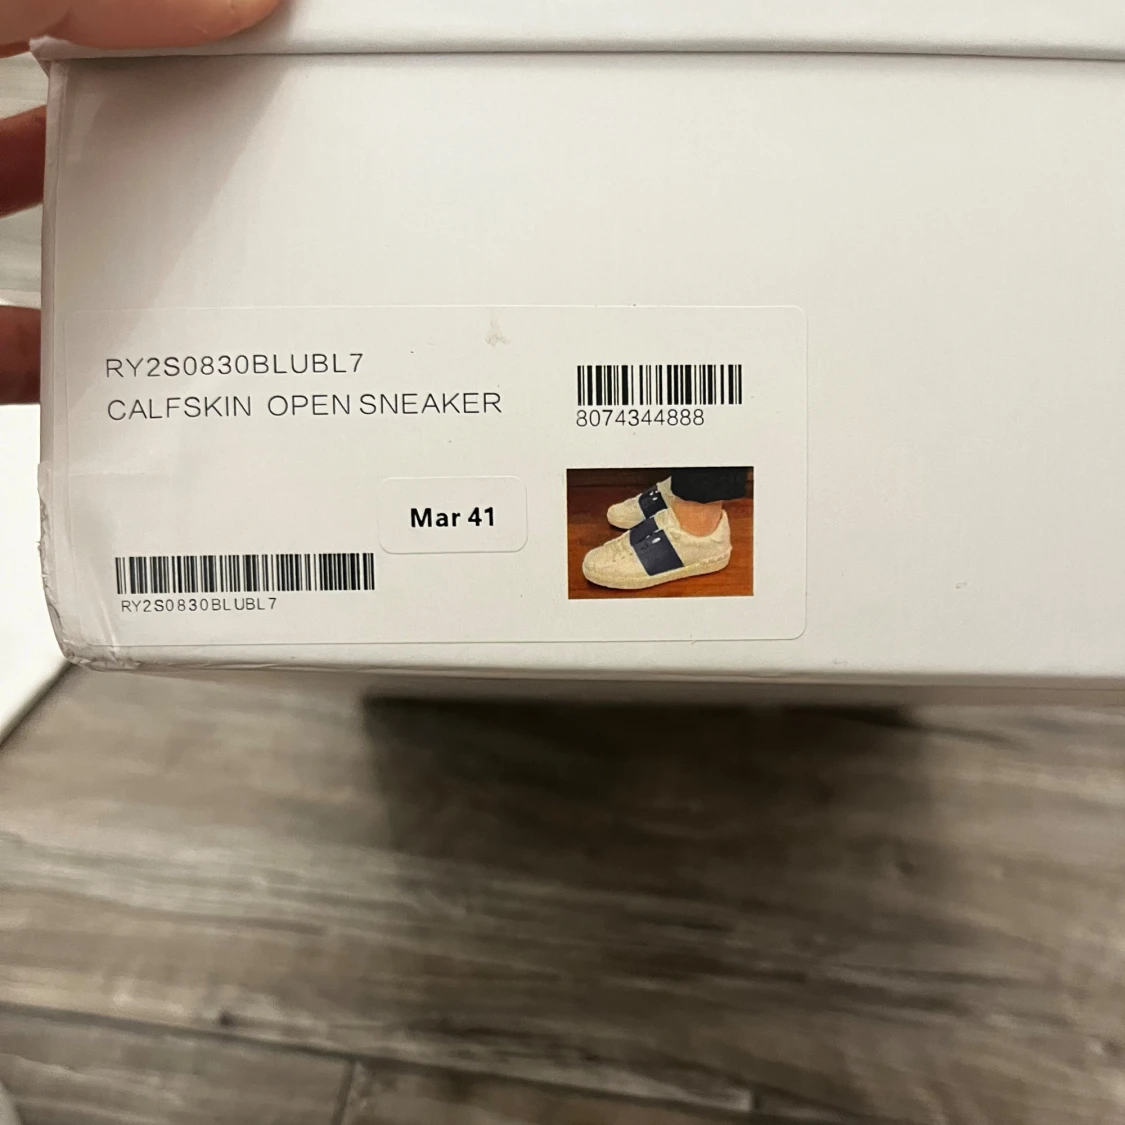 RY2S0830BLUBL7
CALFSKIN OPEN SNEAKER
8074344888
Mar 41
RY2S0830BLUBL7